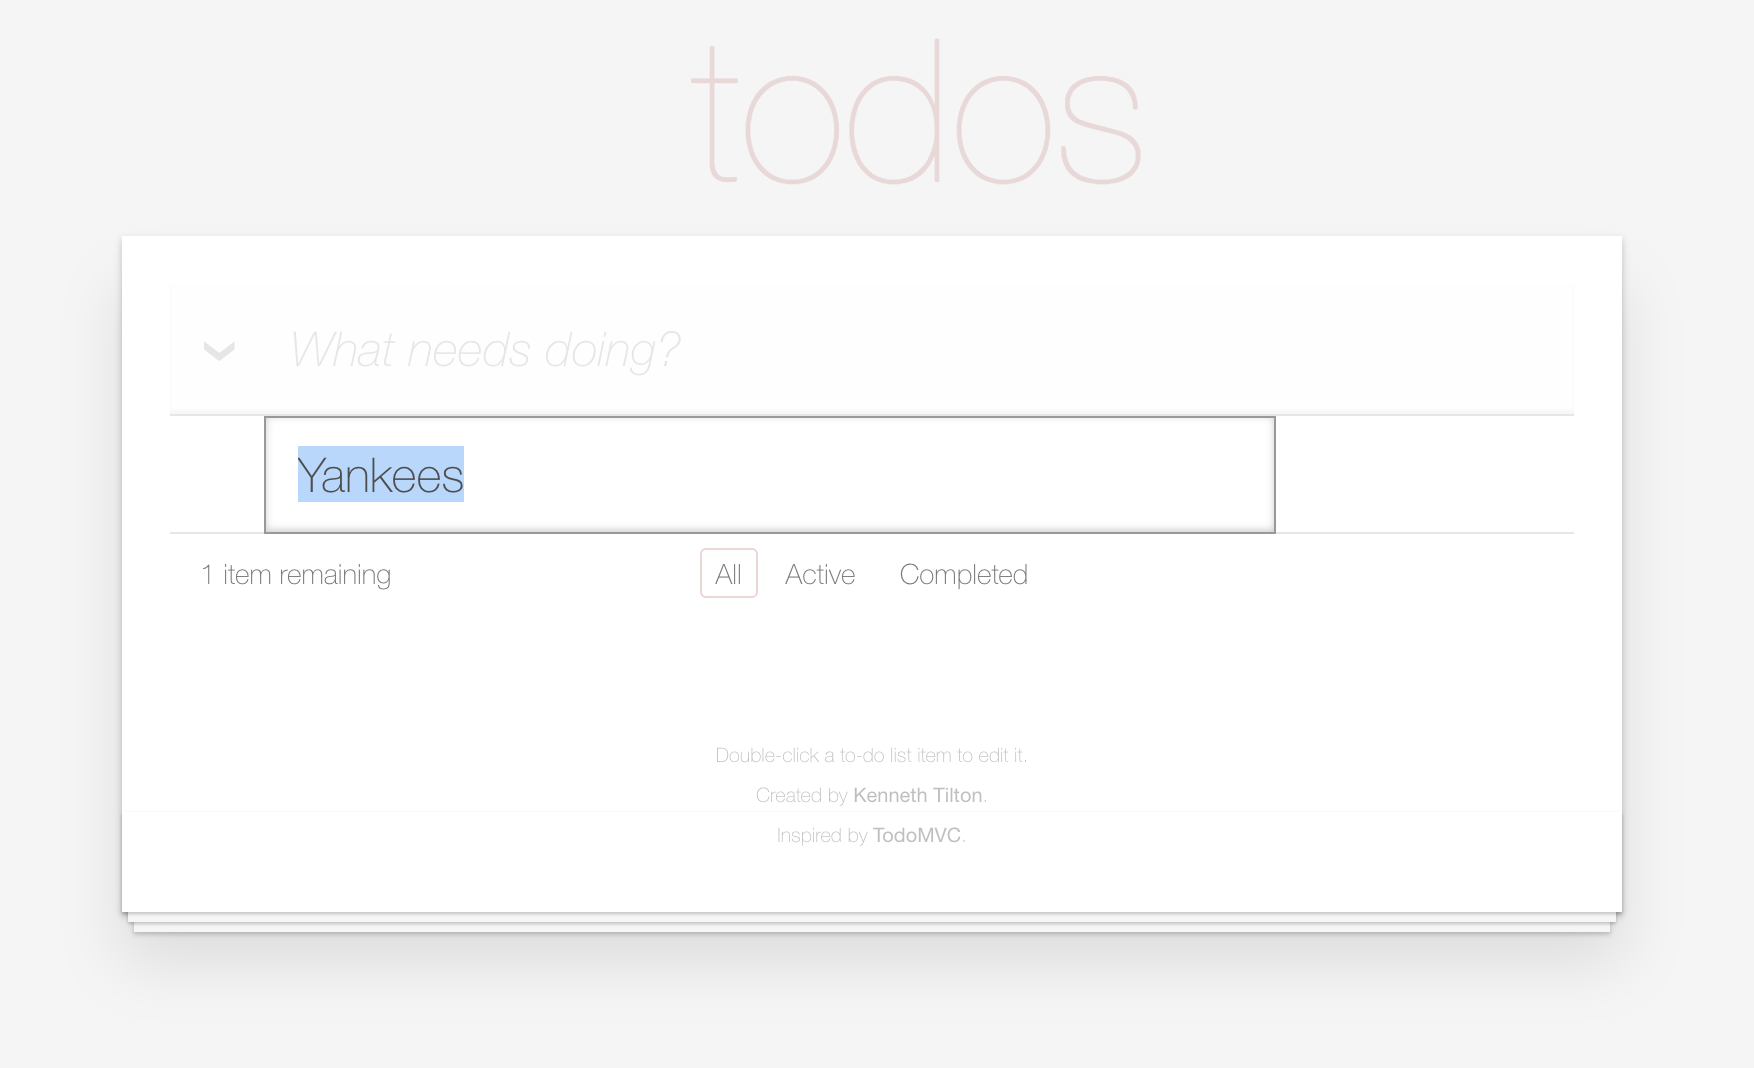 todos
What needs doing?
Yankees
1 item remaining All Active Completed
Double-click a to-do list item to edit it.
Created by Kenneth Tilton.
Inspired by TodoMVC.